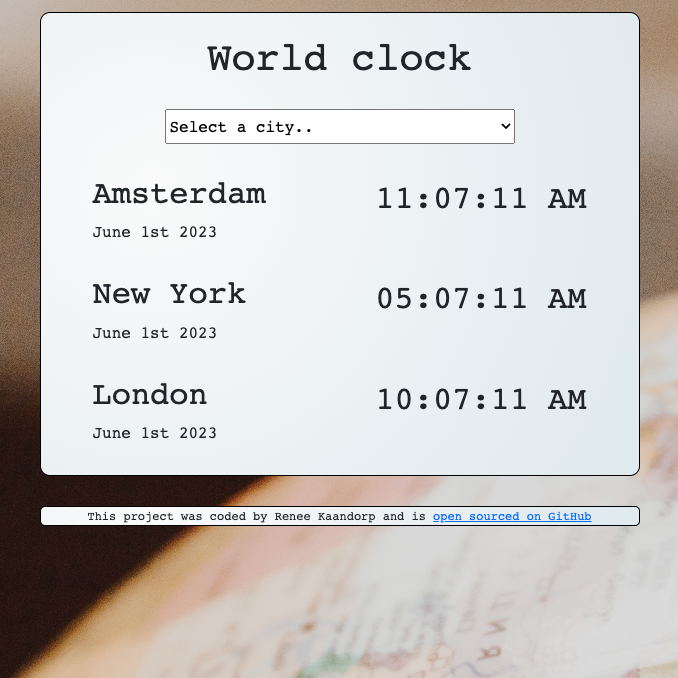 World clock
Select a city..
Amsterdam
11:07:11 AM
June 1st 2023
New York
05:07:11 AM
June 1st 2023
London
10:07:11 AM
June 1st 2023
This project was coded by Renee Kaandorp and is open sourced on GitHub